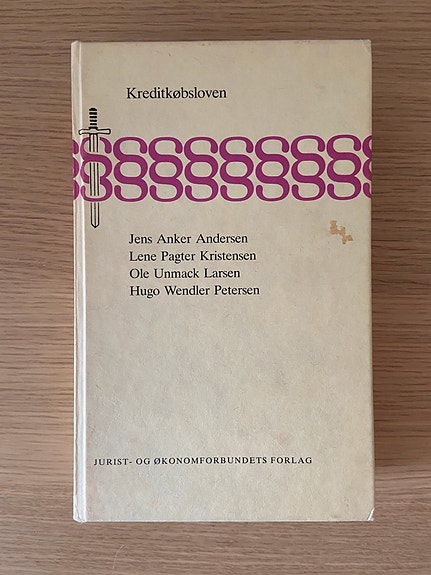 Kreditkøbsloven
§§§§§§§§§§§§
Jens Anker Andersen
Lene Pagter Kristensen
Ole Unmack Larsen
Hugo Wendler Petersen
JURIST- OG ØKONOMFORBUNDETS FORLAG